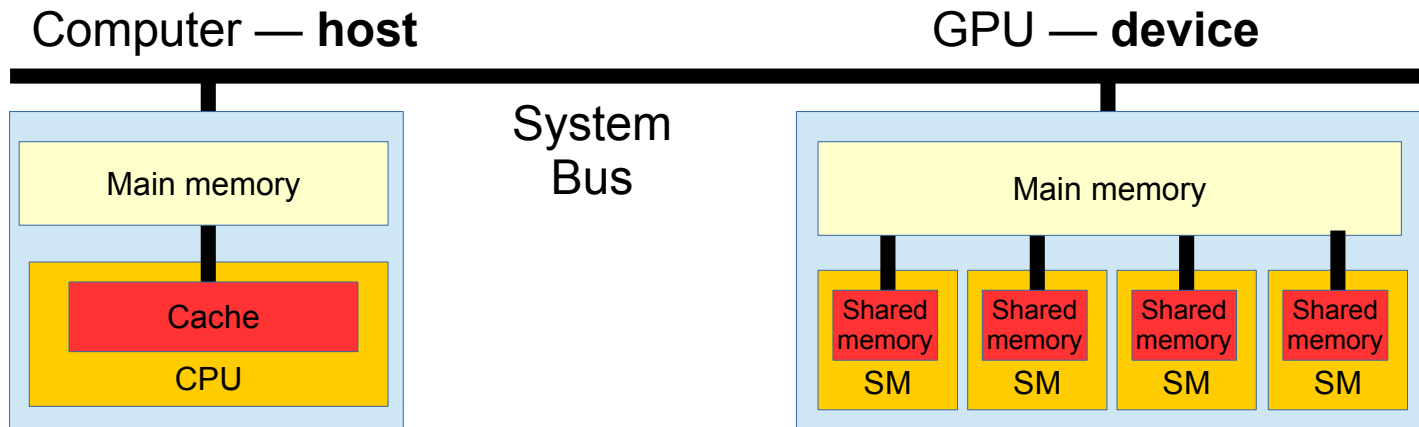 Computer — host
GPU — device
System
Bus
Main memory
Cache
CPU
Main memory
Shared
memory
SM
Shared
memory
SM
Shared
memory
SM
Shared
memory
SM